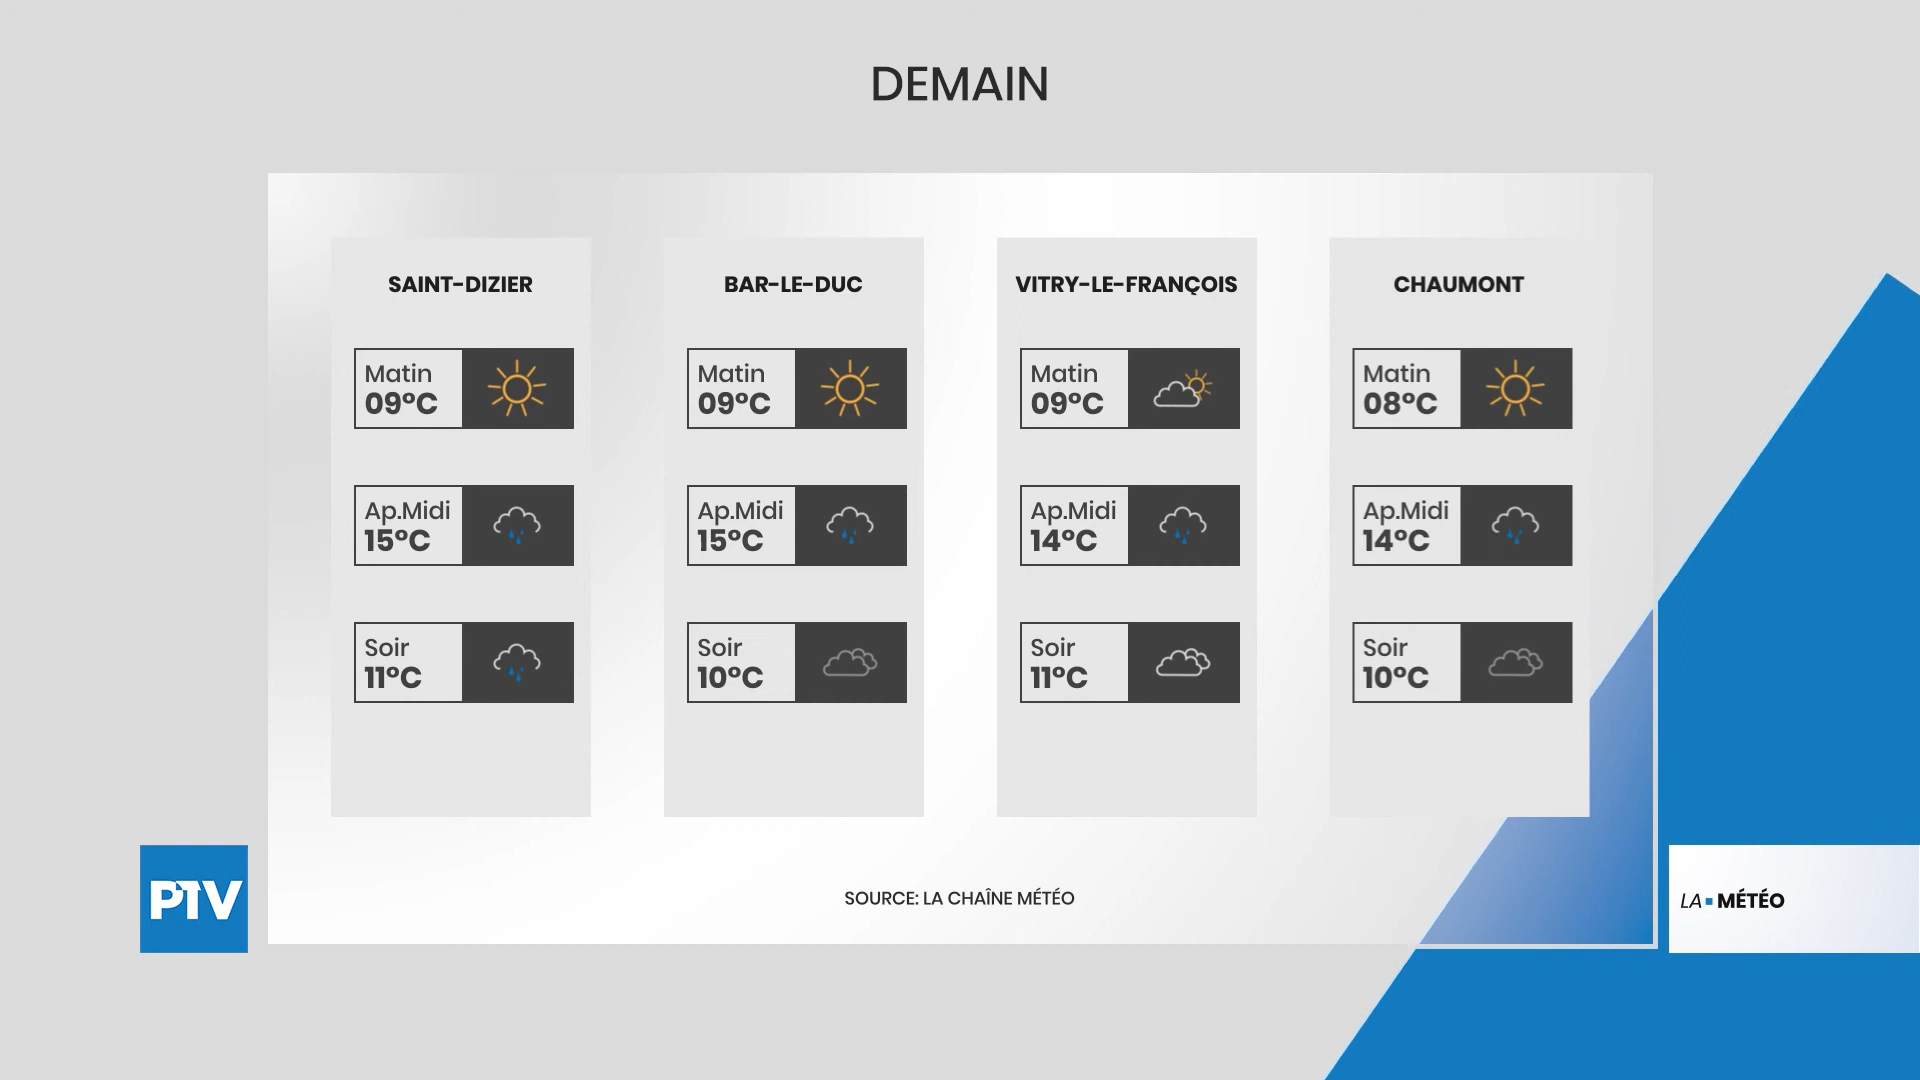 DEMAIN
SAINT-DIZIER
Matin
09°C
Ap.Midi
15°C
Soir
11°C
BAR-LE-DUC
Matin
09°C
Ap.Midi
15°C
Soir
10°C
VITRY-LE-FRANÇOIS
Matin
09°C
Ap.Midi
14°C
Soir
11°C
CHAUMONT
Matin
08°C
Ap.Midi
14°C
Soir
10°C
SOURCE: LA CHAÎNE MÉTÉO
PTV
LA MÉTÉO